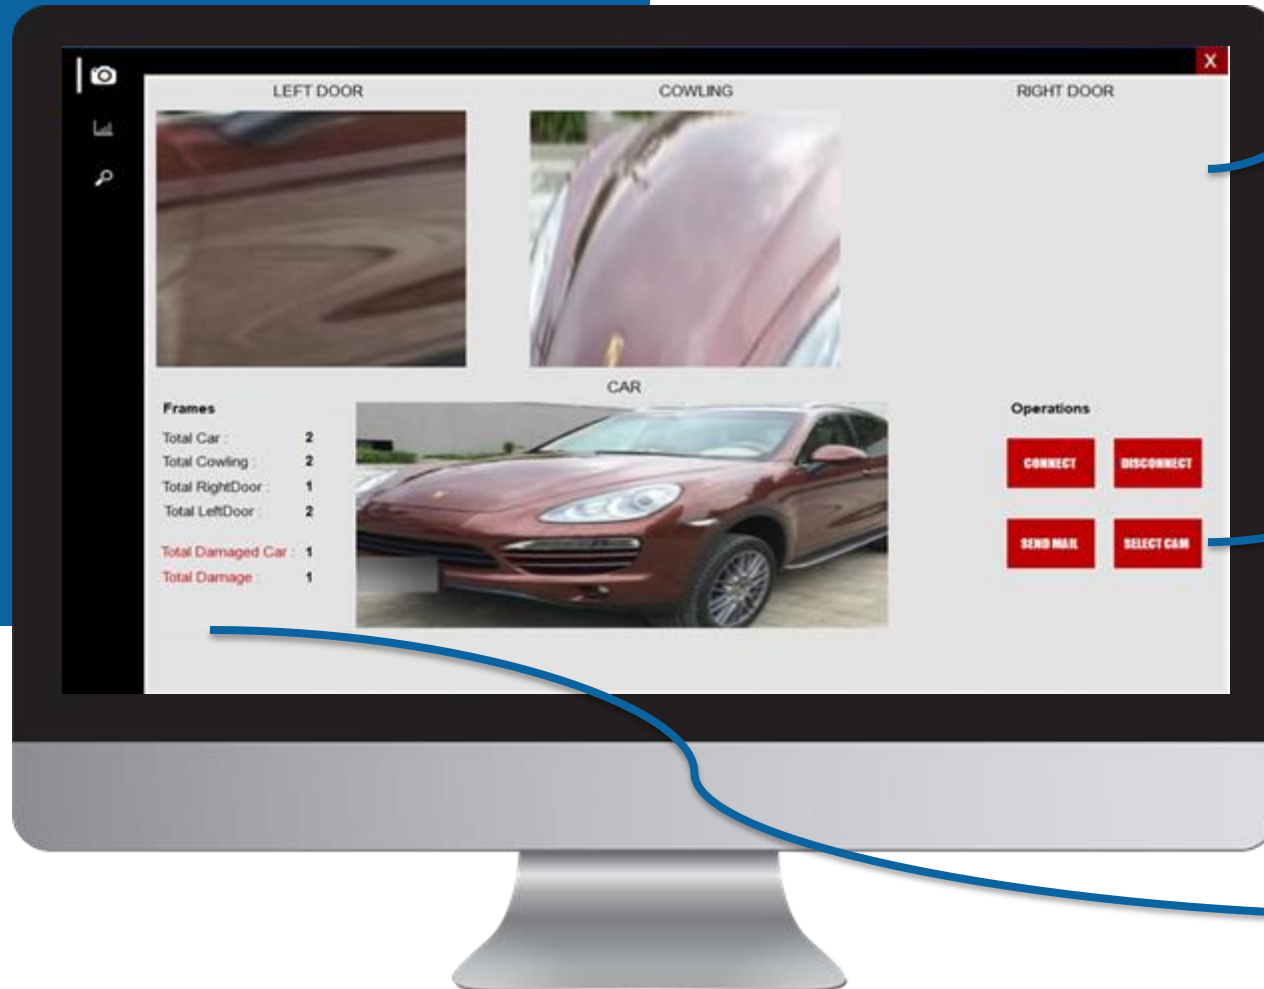 X
LEFT DOOR
COWLING
RIGHT DOOR
CAR
Frames
Total Car : 2
Total Cowling : 2
Total RightDoor : 1
Total LeftDoor : 2
Total Damaged Car : 1
Total Damage : 1
Operations
CONNECT
DISCONNECT
SEND MAIL
SELECT CAM